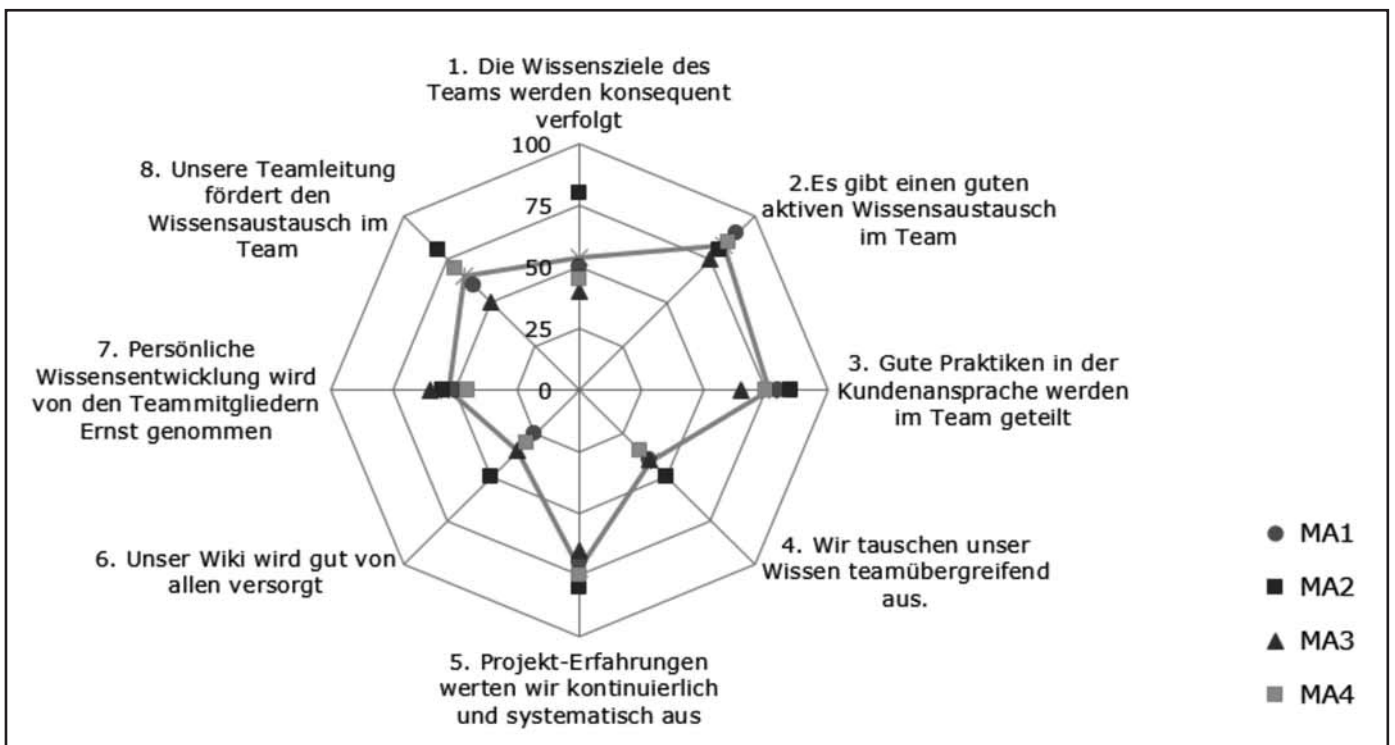 1. Die Wissensziele des
Teams werden konsequent
verfolgt
100
75
50
25
0
2.Es gibt einen guten
aktiven Wissensaustausch
im Team
3. Gute Praktiken in der
Kundenansprache werden
im Team geteilt
4. Wir tauschen unser
Wissen teamübergreifend
aus.
5. Projekt-Erfahrungen
werten wir kontinuierlich
und systematisch aus
6. Unser Wiki wird gut von
allen versorgt
7. Persönliche
Wissensentwicklung wird
von den Teammitgliedern
Ernst genommen
8. Unsere Teamleitung
fördert den
Wissensaustausch im
Team
MA1
MA2
MA3
MA4